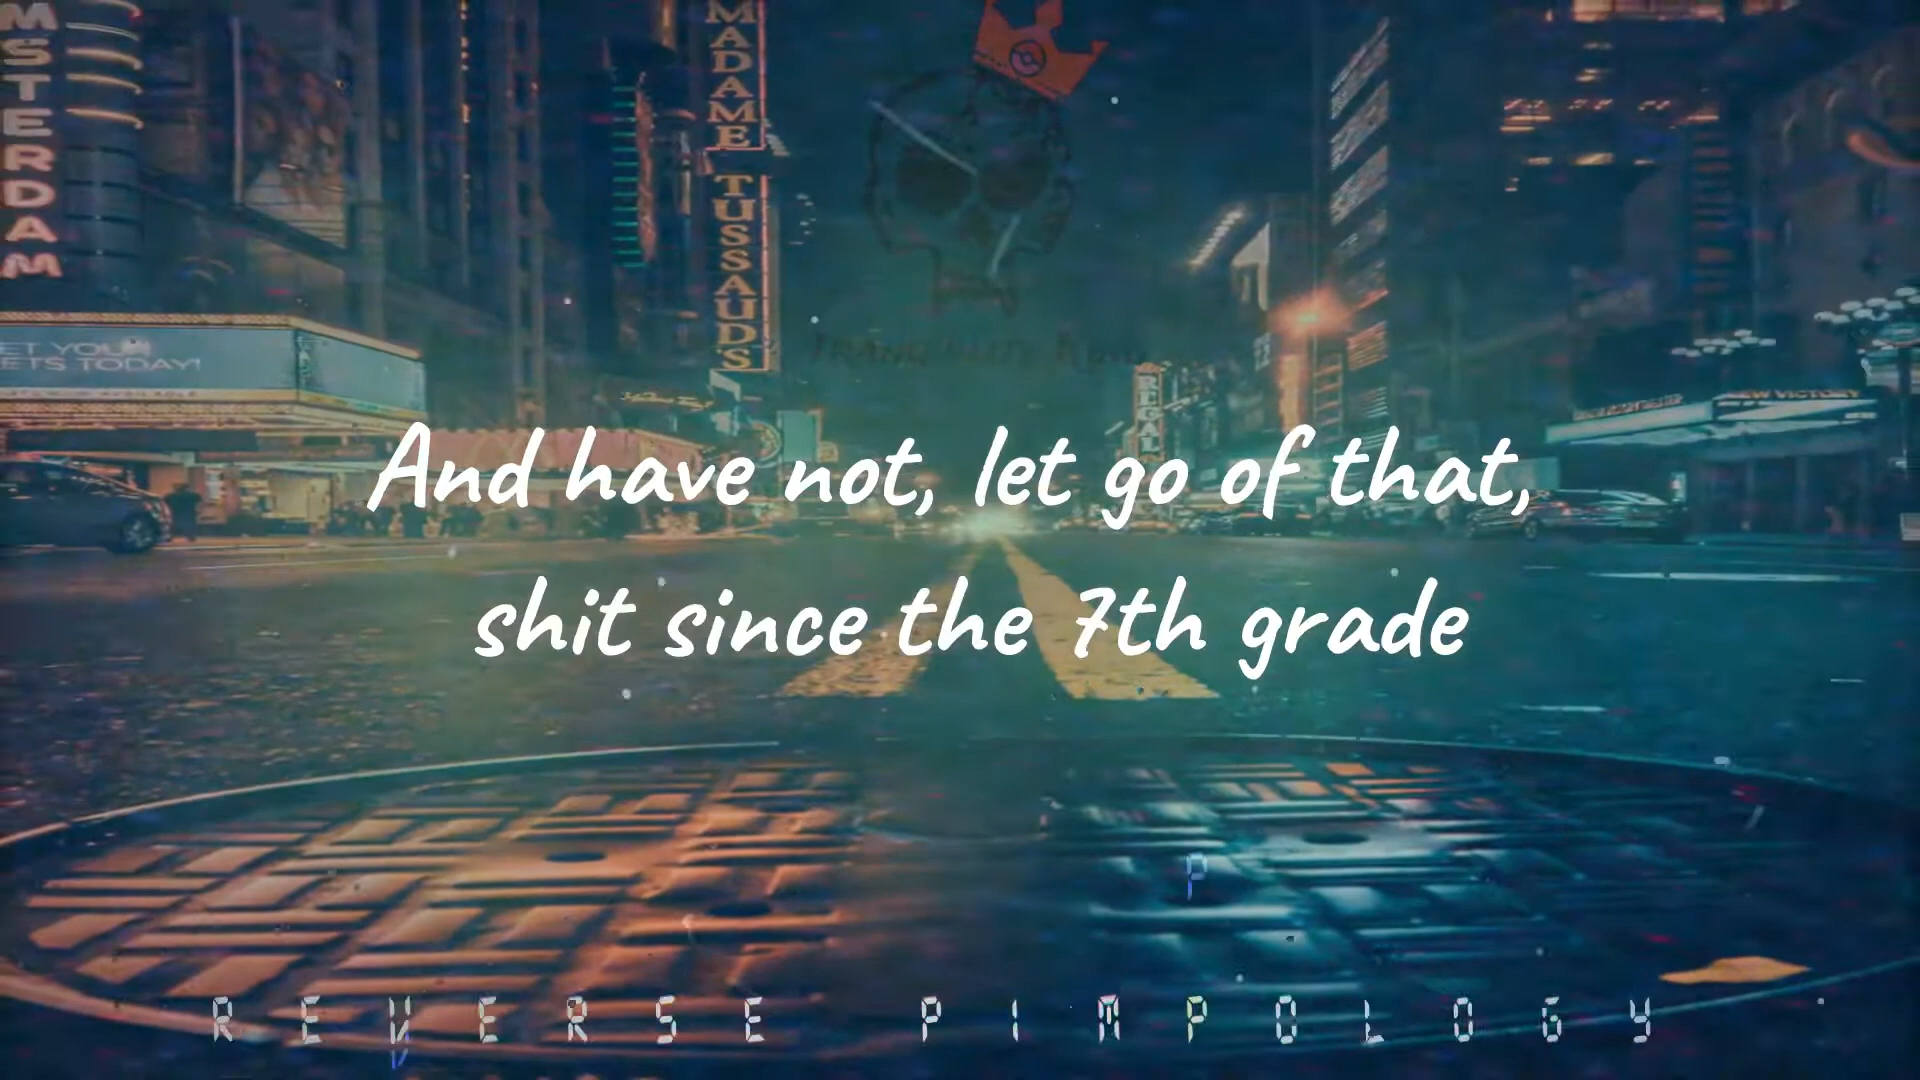 MSTERDAM
MADAME TUSSAUDS
ET YOUR
ETS TODAY!
REGAL
NEW VICTORY
And have not, let go of that,
shit since the 7th grade
P
REVERSE PIMPOLOGY